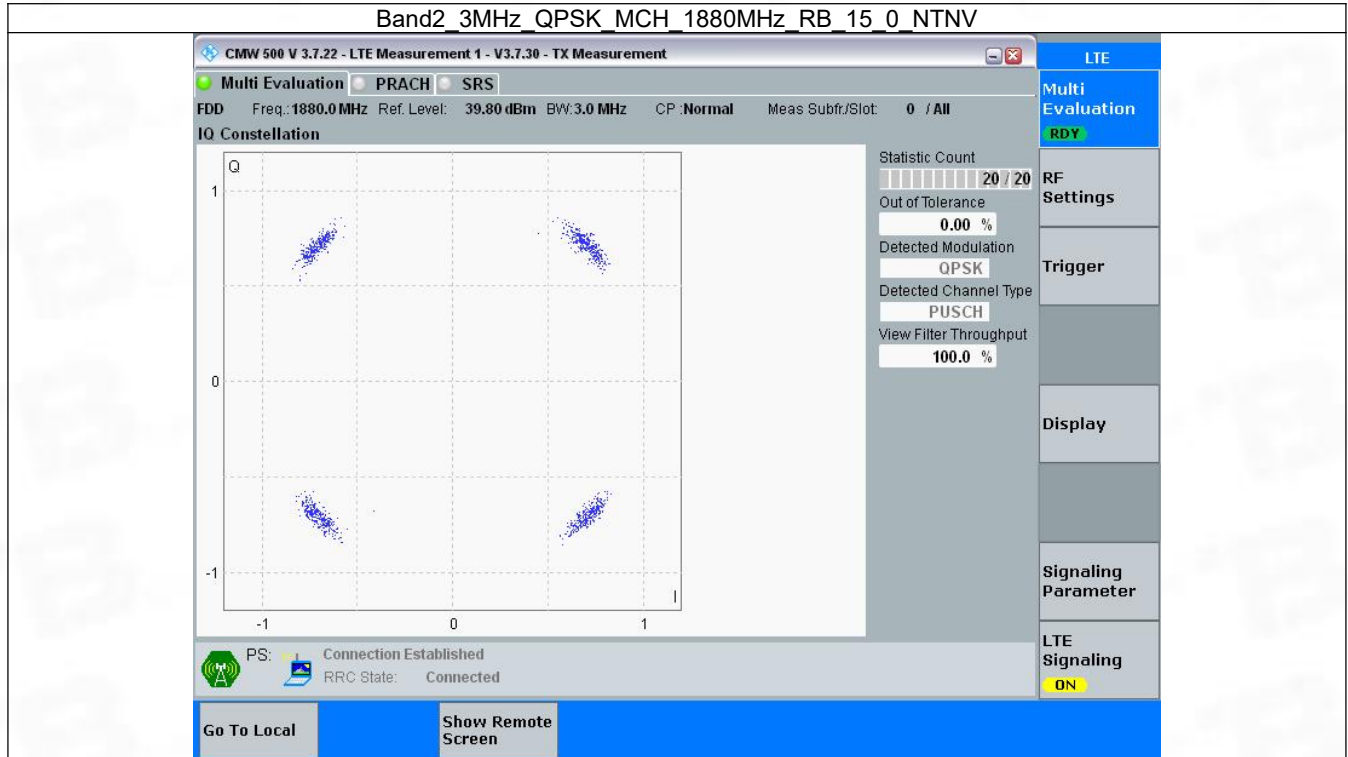 Band2_3MHz_QPSK_MCH_1880MHz_RB_15_0_NTNV
CMW 500 V 3.7.22 - LTE Measurement 1 - V3.7.30 - TX Measurement
LTE
Multi Evaluation PRACH SRS
Multi
Evaluation
RDY
FDD Freq.: 1880.0 MHz Ref. Level: 39.80 dBm BW: 3.0 MHz CP : Normal Meas Subfr./Slot: 0 / All
IQ Constellation
Q
1
0
-1
I
-1 0 1
Statistic Count
20 / 20
Out of Tolerance
0.00 %
Detected Modulation
QPSK
Detected Channel Type
PUSCH
View Filter Throughput
100.0 %
RF
Settings
Trigger
Display
Signaling
Parameter
LTE
Signaling
ON
PS: Connection Established
RRC State: Connected
Go To Local
Show Remote
Screen